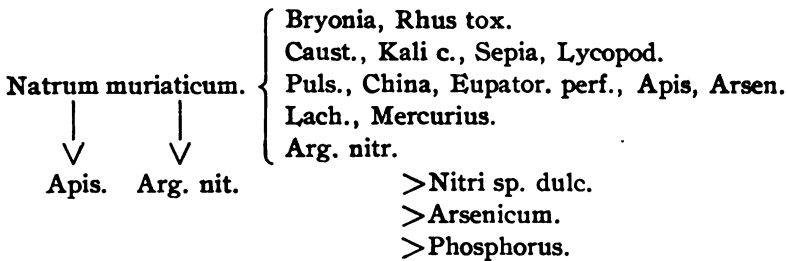 Bryonia, Rhus tox.
Caust., Kali c., Sepia, Lycopod.
Natrum muriaticum. { Puls., China, Eupator. perf., Apis, Arsen.
Lach., Mercurius.
Arg. nitr.
Apis. Arg. nit.
>Nitri sp. dulc.
>Arsenicum.
>Phosphorus.